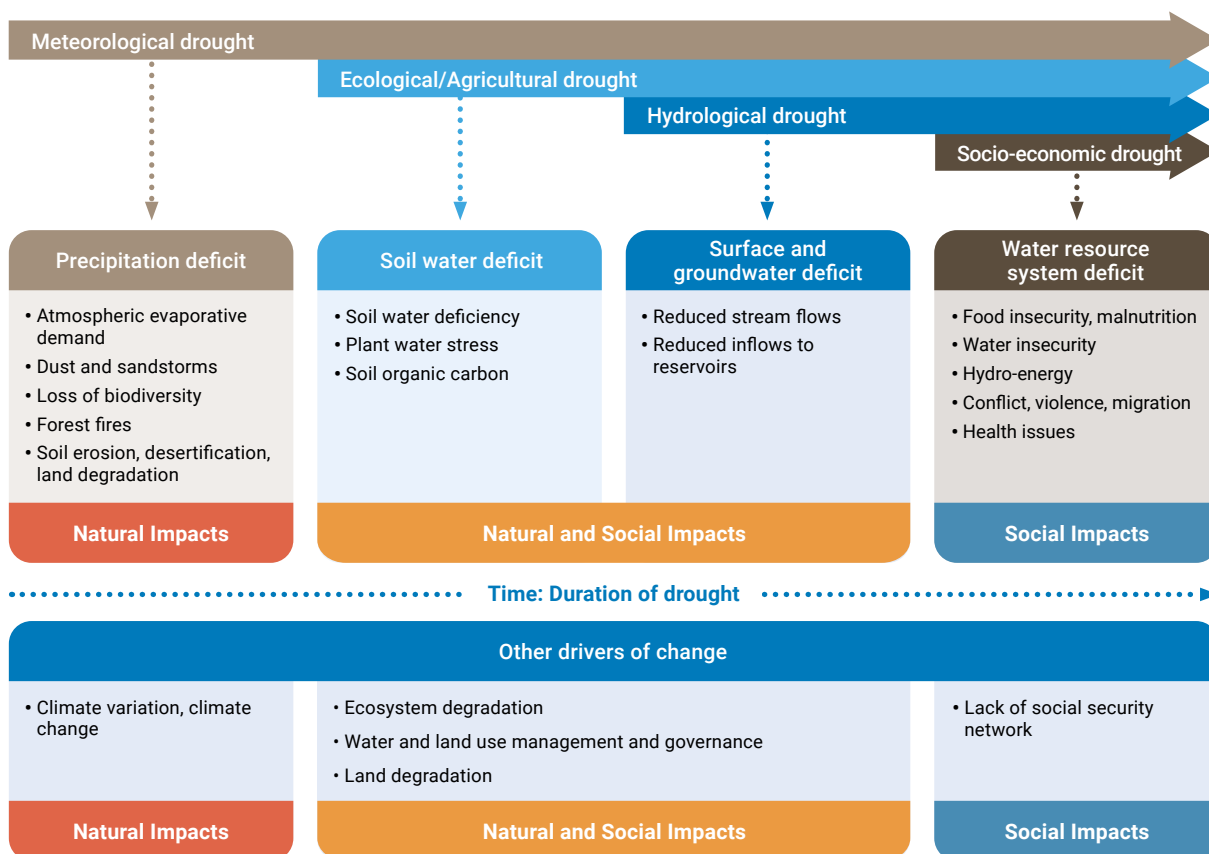 Meteorological drought
Ecological/Agricultural drought
Hydrological drought
Socio-economic drought
Precipitation deficit
• Atmospheric evaporative
demand
• Dust and sandstorms
• Loss of biodiversity
• Forest fires
• Soil erosion, desertification,
land degradation
Natural Impacts
Soil water deficit
• Soil water deficiency
• Plant water stress
• Soil organic carbon
Surface and
groundwater deficit
• Reduced stream flows
• Reduced inflows to
reservoirs
Natural and Social Impacts
Water resource
system deficit
• Food insecurity, malnutrition
• Water insecurity
• Hydro-energy
• Conflict, violence, migration
• Health issues
Social Impacts
Time: Duration of drought
Other drivers of change
• Climate variation, climate
change
Natural Impacts
• Ecosystem degradation
• Water and land use management and governance
• Land degradation
Natural and Social Impacts
• Lack of social security
network
Social Impacts